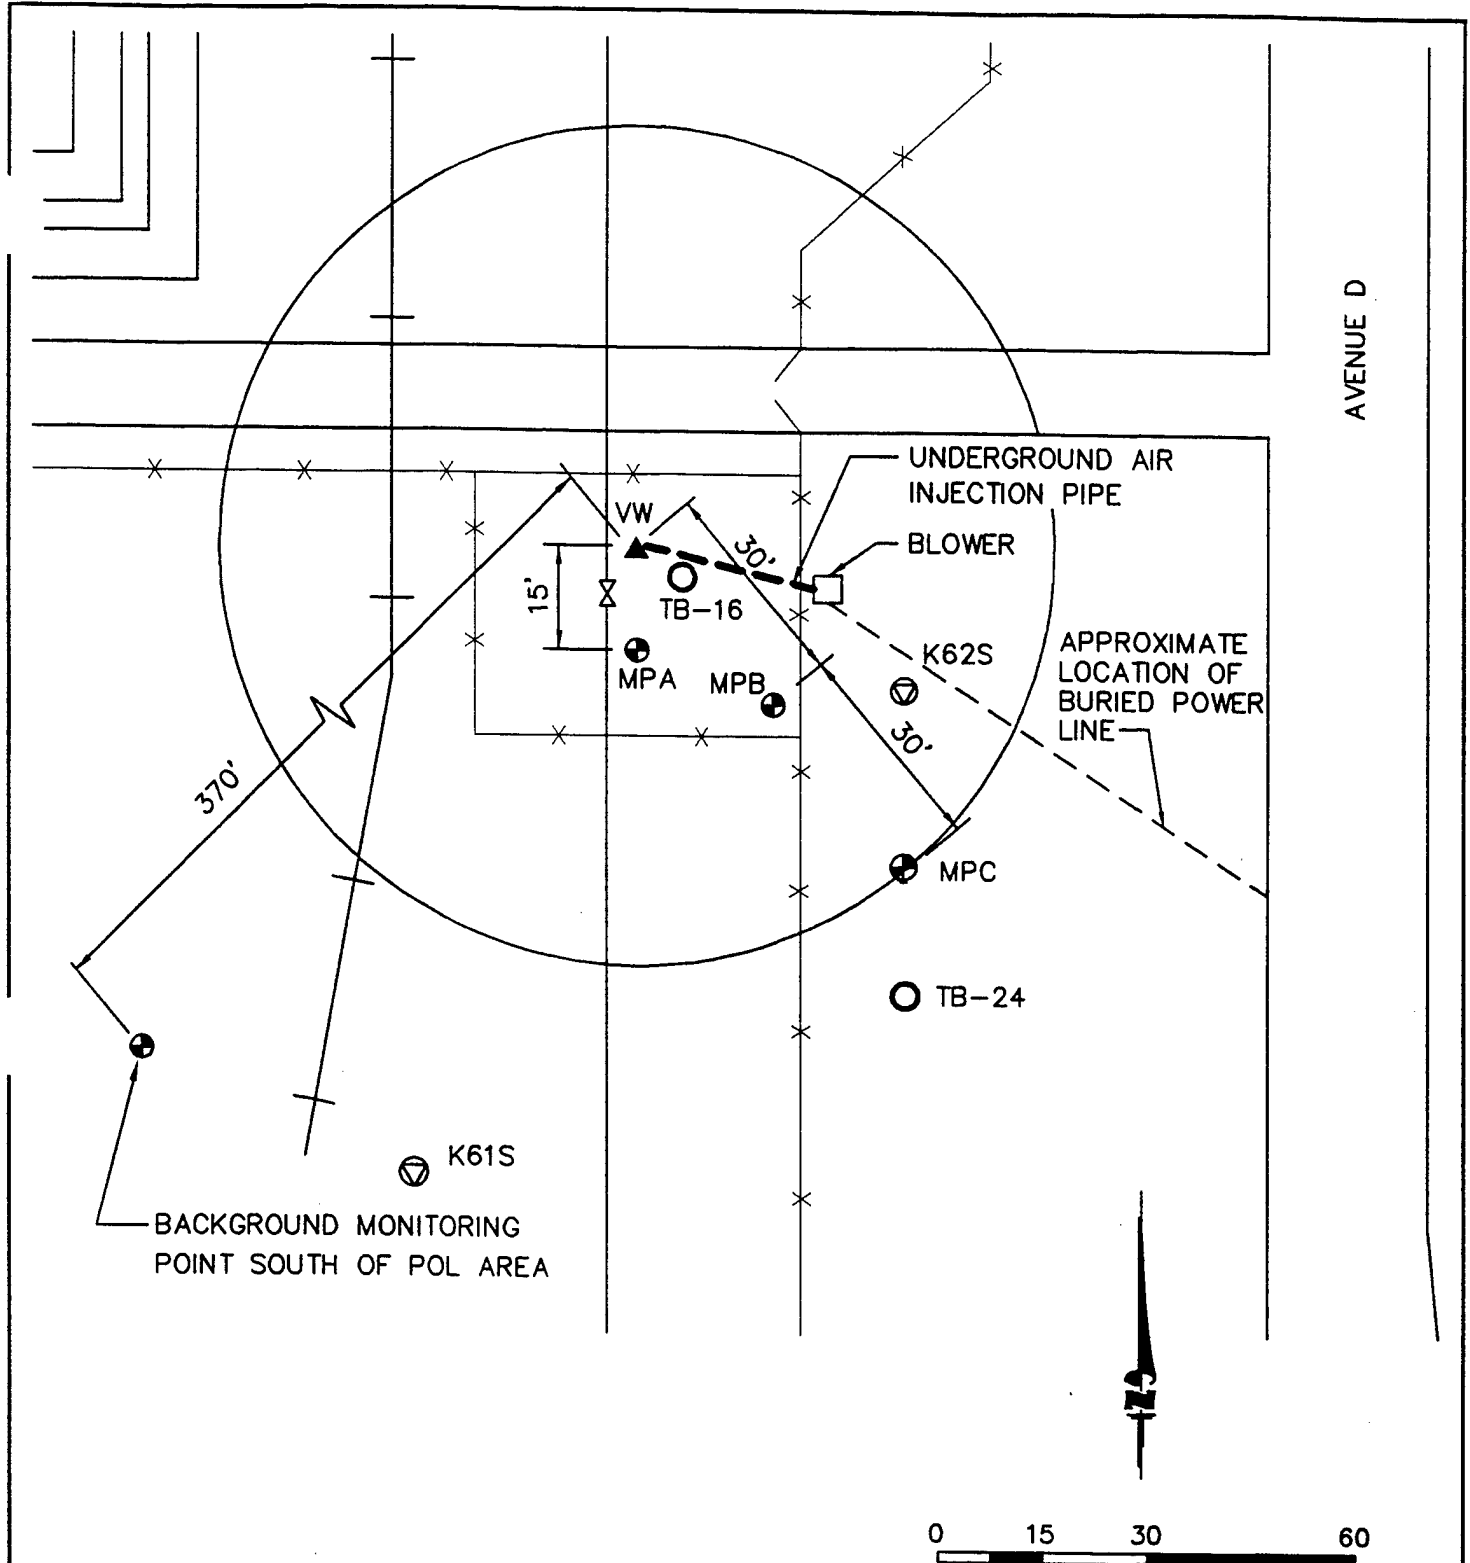 AVENUE D
UNDERGROUND AIR
INJECTION PIPE
VW
30'
BLOWER
15'
TB-16
K62S
APPROXIMATE
LOCATION OF
BURIED POWER
LINE
MPA
MPB
30'
370'
MPC
TB-24
K61S
BACKGROUND MONITORING
POINT SOUTH OF POL AREA
N
0 15 30 60